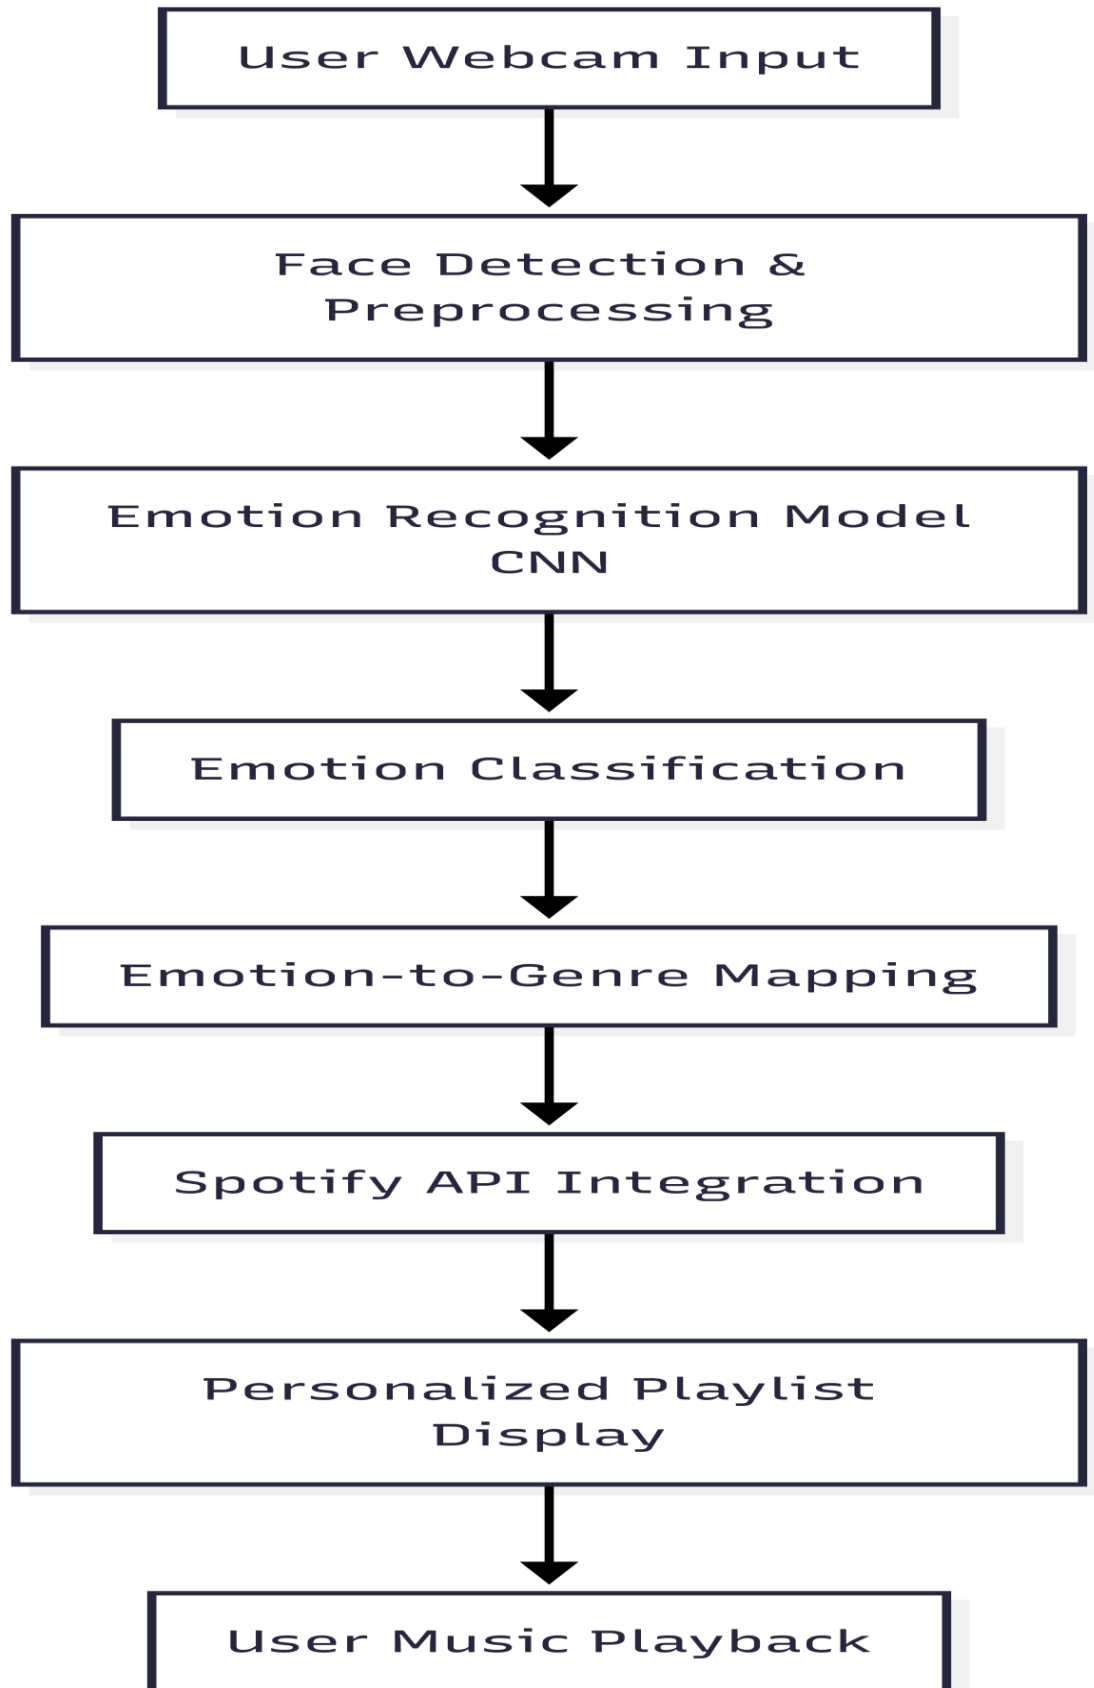 User Webcam Input
Face Detection &
Preprocessing
Emotion Recognition Model
CNN
Emotion Classification
Emotion-to-Genre Mapping
Spotify API Integration
Personalized Playlist
Display
User Music Playback